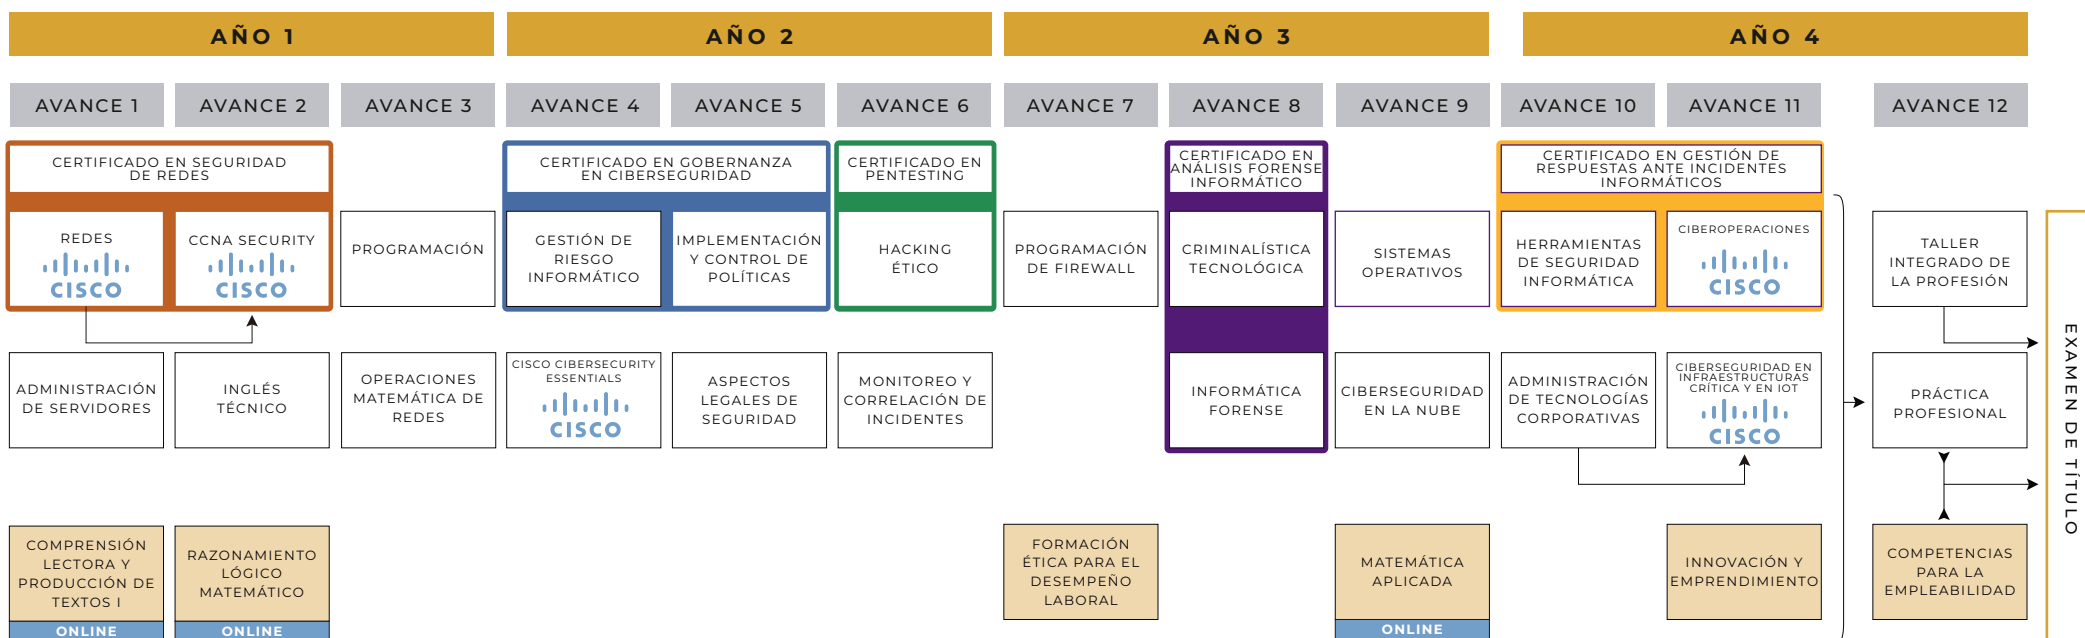 AÑO 1
AÑO 2
AÑO 3
AÑO 4
AVANCE 1
AVANCE 2
AVANCE 3
AVANCE 4
AVANCE 5
AVANCE 6
AVANCE 7
AVANCE 8
AVANCE 9
AVANCE 10
AVANCE 11
AVANCE 12
CERTIFICADO EN SEGURIDAD
DE REDES
CERTIFICADO EN GOBERNANZA
EN CIBERSEGURIDAD
CERTIFICADO EN
PENTESTING
CERTIFICADO EN
ANÁLISIS FORENSE
INFORMÁTICO
CERTIFICADO EN GESTIÓN DE
RESPUESTAS ANTE INCIDENTES
INFORMÁTICOS
REDES
CISCO
CCNA SECURITY
CISCO
PROGRAMACIÓN
GESTIÓN DE
RIESGO
INFORMÁTICO
IMPLEMENTACIÓN
Y CONTROL DE
POLÍTICAS
HACKING
ÉTICO
PROGRAMACIÓN
DE FIREWALL
CRIMINALÍSTICA
TECNOLÓGICA
SISTEMAS
OPERATIVOS
HERRAMIENTAS
DE SEGURIDAD
INFORMÁTICA
CIBEROPERACIONES
CISCO
TALLER
INTEGRADO DE
LA PROFESIÓN
ADMINISTRACIÓN
DE SERVIDORES
INGLÉS
TÉCNICO
OPERACIONES
MATEMÁTICA DE
REDES
CISCO CIBERSECURITY
ESSENTIALS
CISCO
ASPECTOS
LEGALES DE
SEGURIDAD
MONITOREO Y
CORRELACIÓN DE
INCIDENTES
INFORMÁTICA
FORENSE
CIBERSEGURIDAD
EN LA NUBE
ADMINISTRACIÓN
DE TECNOLOGÍAS
CORPORATIVAS
CIBERSEGURIDAD EN
INFRAESTRUCTURAS
CRÍTICA Y EN IOT
CISCO
PRÁCTICA
PROFESIONAL
EXAMEN DE TÍTULO
COMPRENSIÓN
LECTORA Y
PRODUCCIÓN DE
TEXTOS I
ONLINE
RAZONAMIENTO
LÓGICO
MATEMÁTICO
ONLINE
FORMACIÓN
ÉTICA PARA EL
DESEMPEÑO
LABORAL
MATEMÁTICA
APLICADA
ONLINE
INNOVACIÓN Y
EMPRENDIMIENTO
COMPETENCIAS
PARA LA
EMPLEABILIDAD